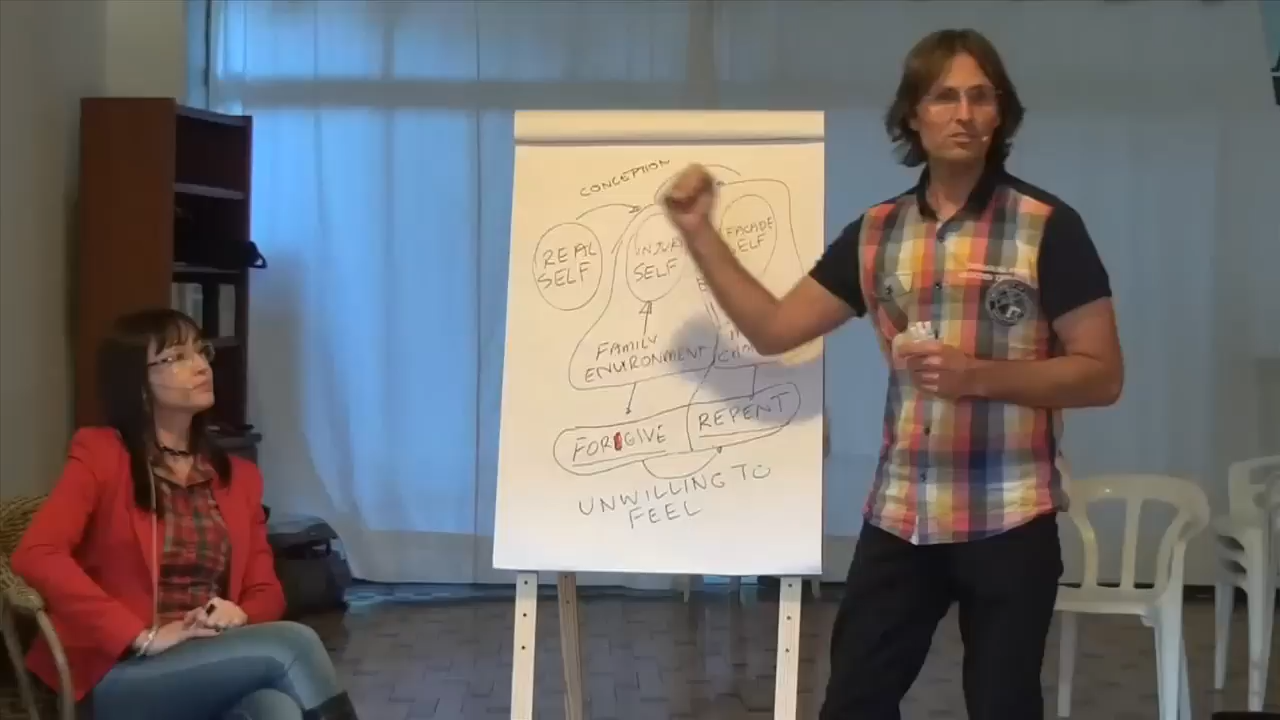 CONCEPTION
REAL
SELF
SELF
FACADE
SELF
FAMILY
ENVIRONMENT
FORGIVE
REPENT
UNWILLING TO
FEEL